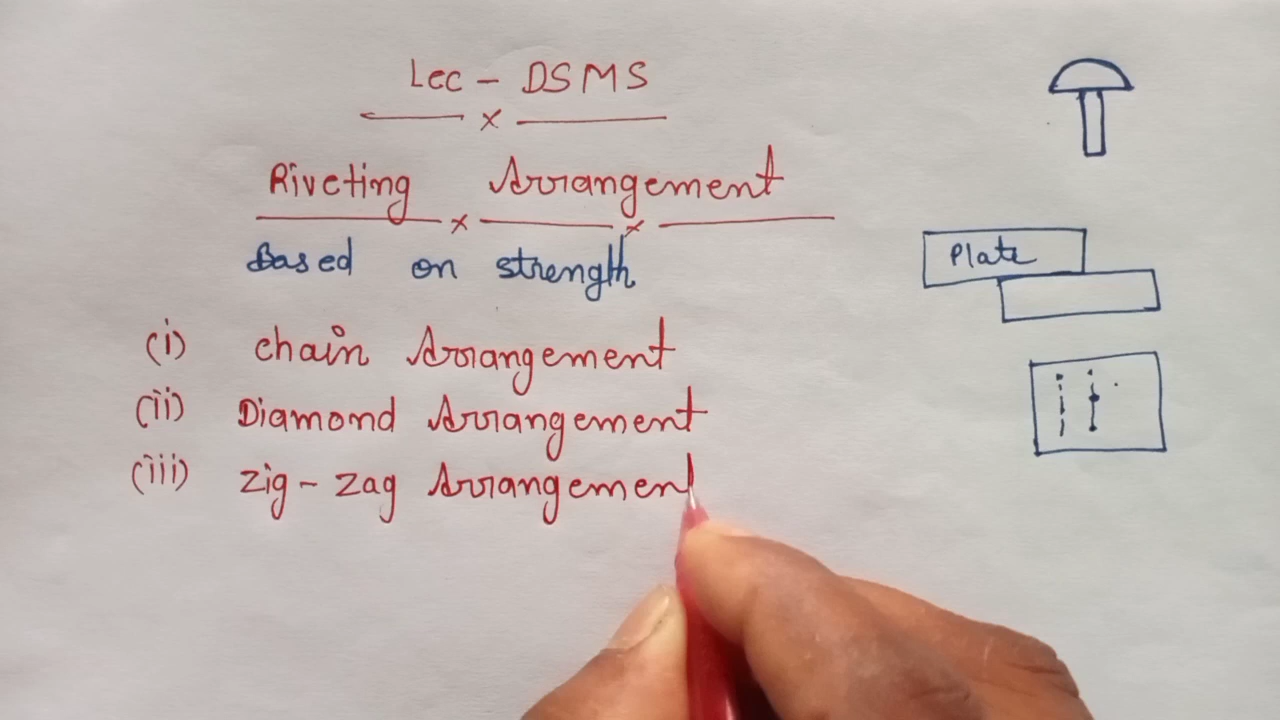 Lec - DSMS
Riveting Arrangement
Based on strength
(i) chain Arrangement
(ii) Diamond Arrangement
(iii) zig-zag Arrangement
Plate